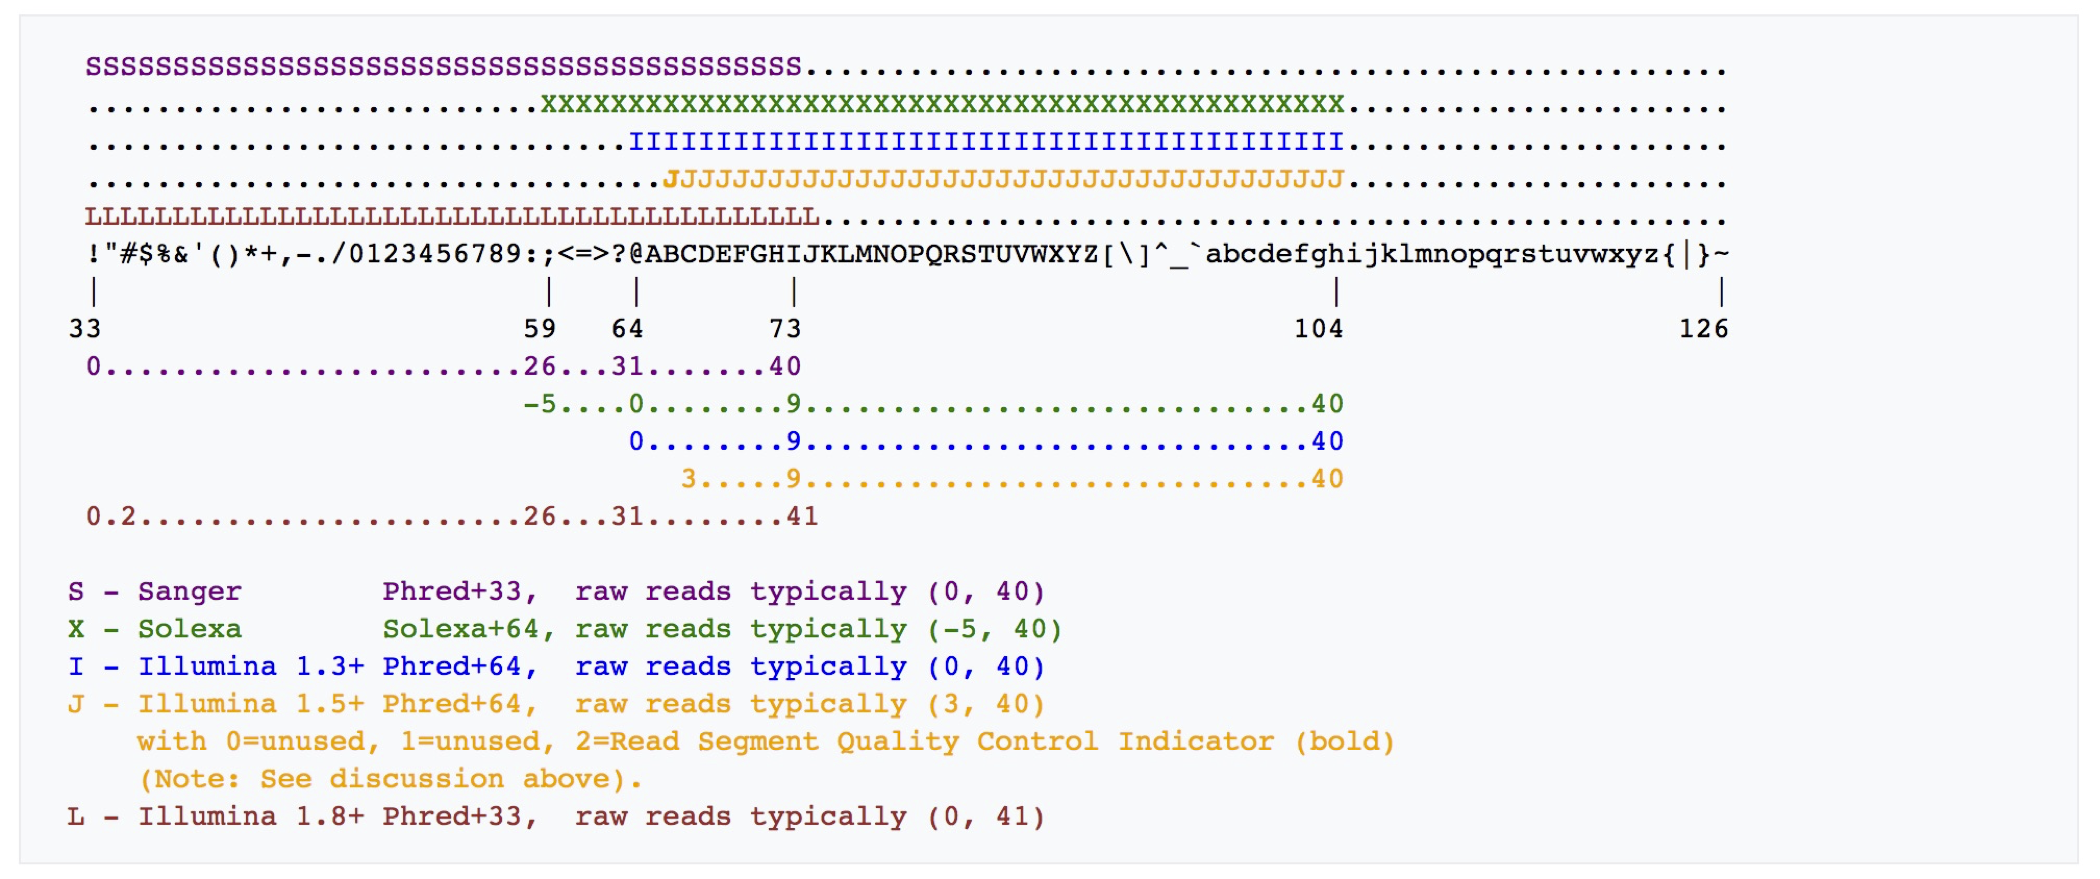 SSSSSSSSSSSSSSSSSSSSSSSSSSSSSSSSSSSSSSSSS.....................................................
..........................XXXXXXXXXXXXXXXXXXXXXXXXXXXXXXXXXXXXXXXXXXXXXX......................
...............................IIIIIIIIIIIIIIIIIIIIIIIIIIIIIIIIIIIIIIIII......................
.................................JJJJJJJJJJJJJJJJJJJJJJJJJJJJJJJJJJJJJJJ......................
LLLLLLLLLLLLLLLLLLLLLLLLLLLLLLLLLLLLLLLLLL....................................................
!"#$%&'()*+,-./0123456789:;<=>?@ABCDEFGHIJKLMNOPQRSTUVWXYZ[\]^_`abcdefghijklmnopqrstuvwxyz{|}~
| | | | | |
33 59 64 73 104 126
0........................26...31.......40
-5....0........9.............................40
0........9.............................40
3.....9.............................40
0.2......................26...31........41
S - Sanger Phred+33, raw reads typically (0, 40)
X - Solexa Solexa+64, raw reads typically (-5, 40)
I - Illumina 1.3+ Phred+64, raw reads typically (0, 40)
J - Illumina 1.5+ Phred+64, raw reads typically (3, 40)
with 0=unused, 1=unused, 2=Read Segment Quality Control Indicator (bold)
(Note: See discussion above).
L - Illumina 1.8+ Phred+33, raw reads typically (0, 41)